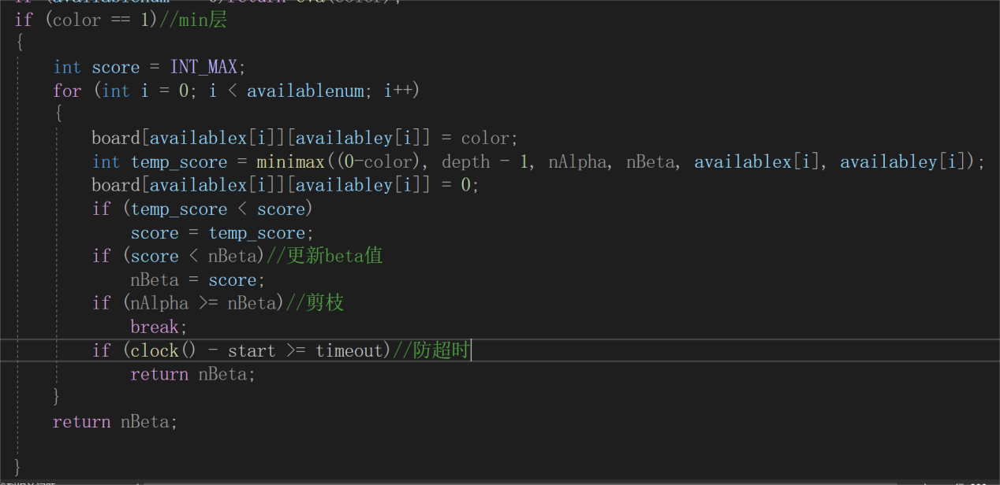 if (color == 1)//min层
{
int score = INT_MAX;
for (int i = 0; i < availablenum; i++)
{
board[availablex[i]][availabley[i]] = color;
int temp_score = minimax((0-color), depth - 1, nAlpha, nBeta, availablex[i], availabley[i]);
board[availablex[i]][availabley[i]] = 0;
if (temp_score < score)
score = temp_score;
if (score < nBeta)//更新beta值
nBeta = score;
if (nAlpha >= nBeta)//剪枝
break;
if (clock() - start >= timeout)//防超时
return nBeta;
}
return nBeta;
}